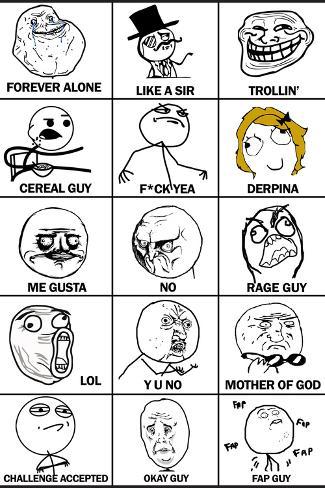 FOREVER ALONE
LIKE A SIR
TROLLIN'
CEREAL GUY
F*CK YEA
DERPINA
ME GUSTA
NO
RAGE GUY
LOL
Y U NO
MOTHER OF GOD
CHALLENGE ACCEPTED
OKAY GUY
FAP
FAP
FAP
FAP
FAP GUY